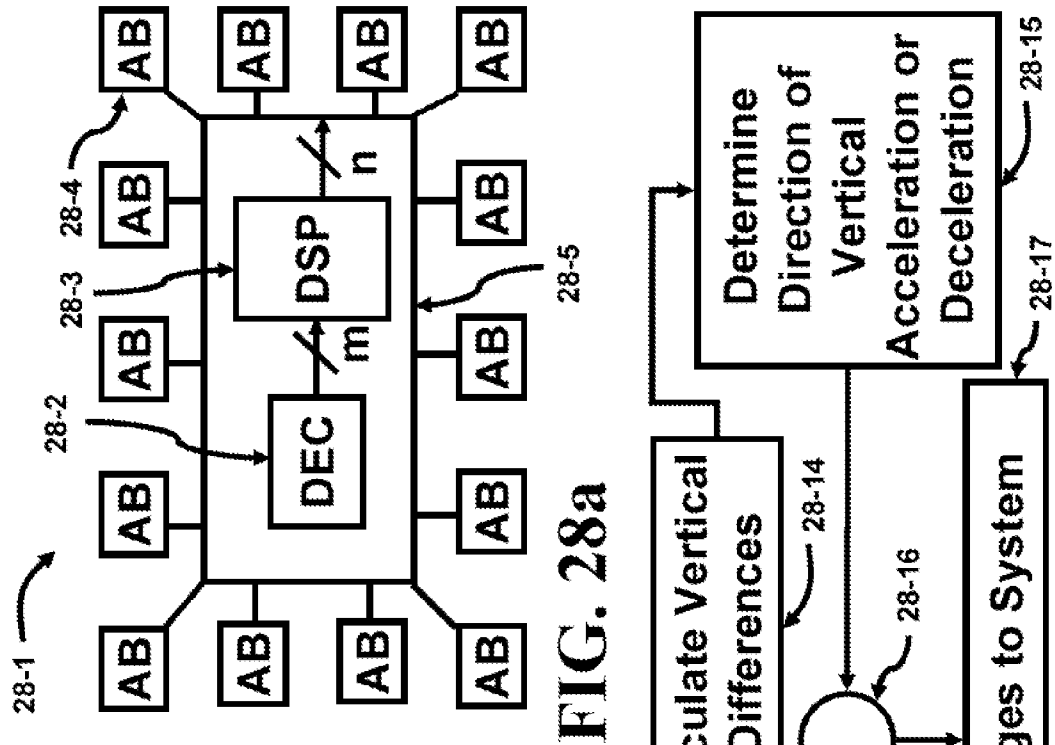 28-1
28-2
28-3
28-4
AB
AB
AB
AB
AB
AB
AB
DEC
DSP
m
n
AB
AB
AB
AB
AB
AB
AB
28-5
FIG. 28a
culate Vertical
Differences
28-14
Determine
Direction of
Vertical
Acceleration or
Deceleration
28-15
28-16
28-17
ges to System